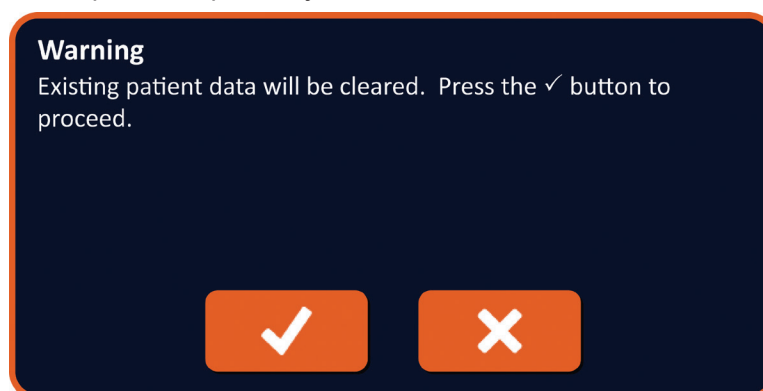 Warning
Existing patient data will be cleared.  Press the ✓ button to
proceed.